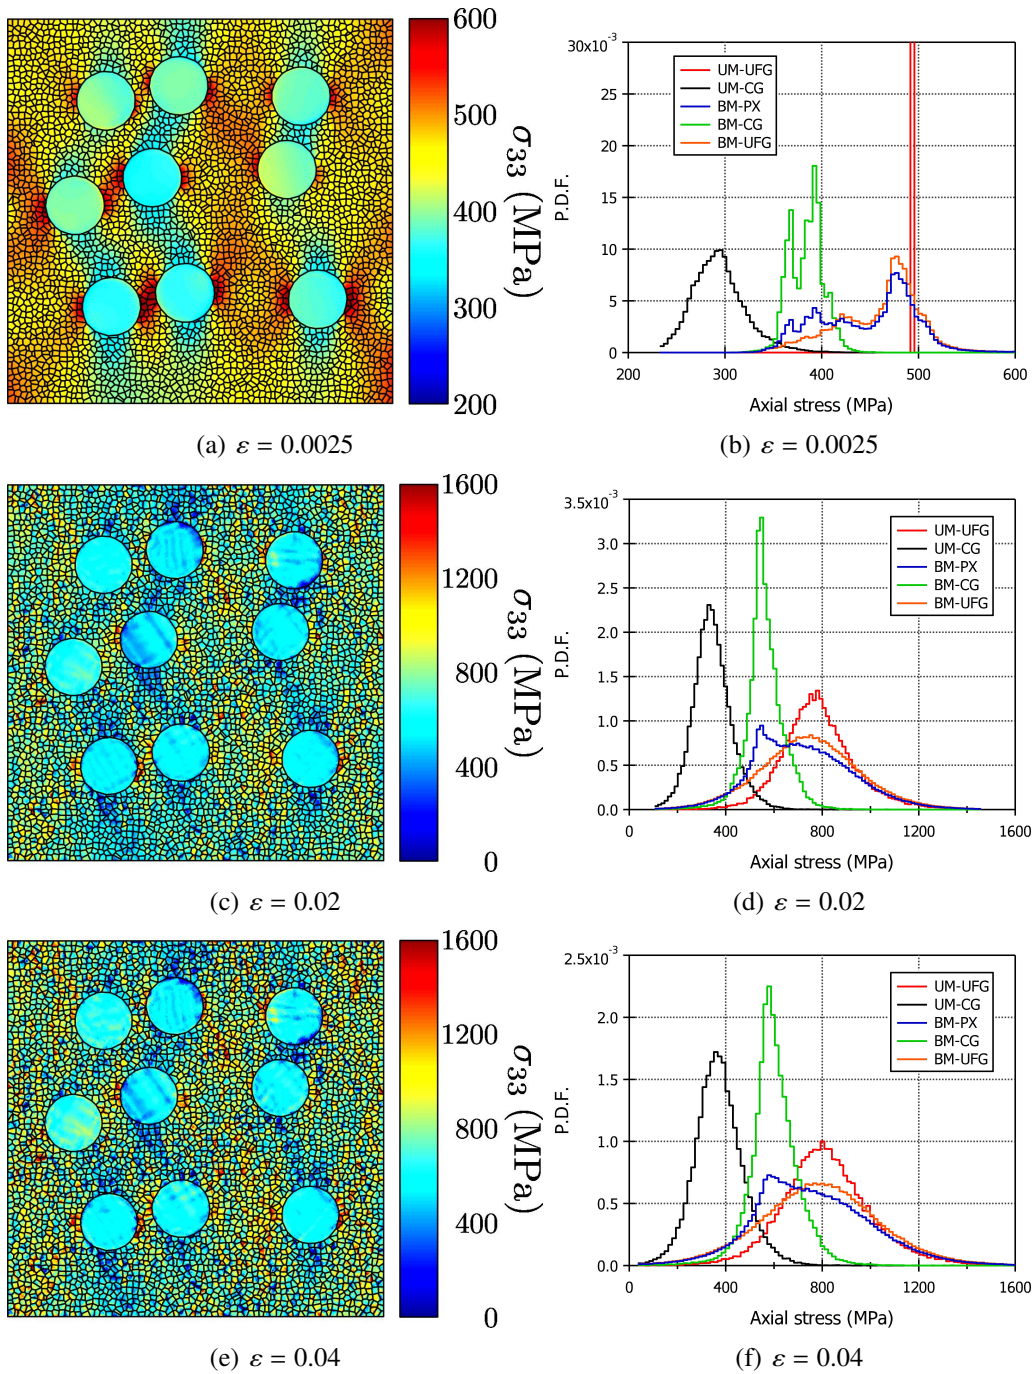 600
500
400
300
200
σ33 (MPa)
(a) ε = 0.0025
30x10-3
25
20
15
10
5
0
P.D.F.
UM-UFG
UM-CG
BM-PX
BM-CG
BM-UFG
200 300 400 500 600
Axial stress (MPa)
(b) ε = 0.0025
1600
1200
800
400
0
σ33 (MPa)
(c) ε = 0.02
3.5x10-3
3.0
2.5
2.0
1.5
1.0
0.5
0.0
P.D.F.
UM-UFG
UM-CG
BM-PX
BM-CG
BM-UFG
0 400 800 1200 1600
Axial stress (MPa)
(d) ε = 0.02
1600
1200
800
400
0
σ33 (MPa)
(e) ε = 0.04
2.5x10-3
2.0
1.5
1.0
0.5
0.0
P.D.F.
UM-UFG
UM-CG
BM-PX
BM-CG
BM-UFG
0 400 800 1200 1600
Axial stress (MPa)
(f) ε = 0.04